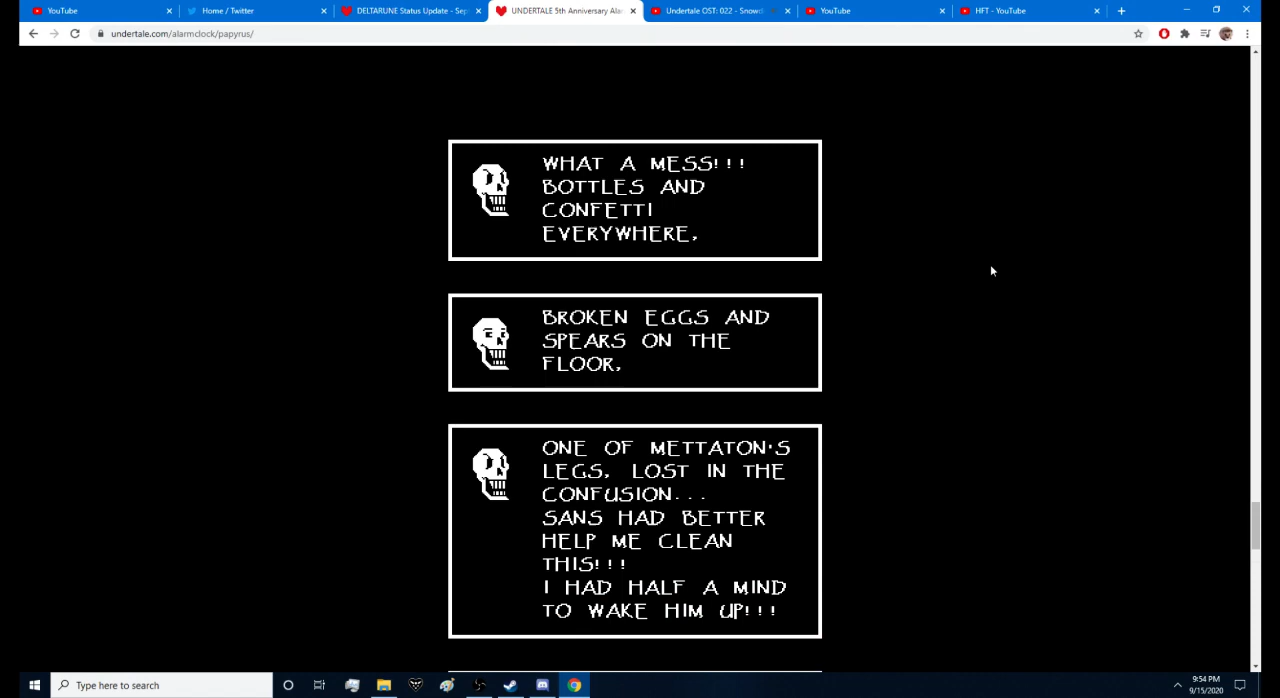 YouTube
Home / Twitter
DELTARUNE Status Update - Sep
UNDERTALE 5th Anniversary Ala
Undertale OST: 022 - Snowd
YouTube
HFT - YouTube
undertale.com/alarmclock/papyrus/
WHAT A MESS!!!
BOTTLES AND
CONFETTI
EVERYWHERE,
BROKEN EGGS AND
SPEARS ON THE
FLOOR,
ONE OF METTATON'S
LEGS, LOST IN THE
CONFUSION...
SANS HAD BETTER
HELP ME CLEAN
THIS!!!
I HAD HALF A MIND
TO WAKE HIM UP!!!
Type here to search
9:54 PM
9/15/2020